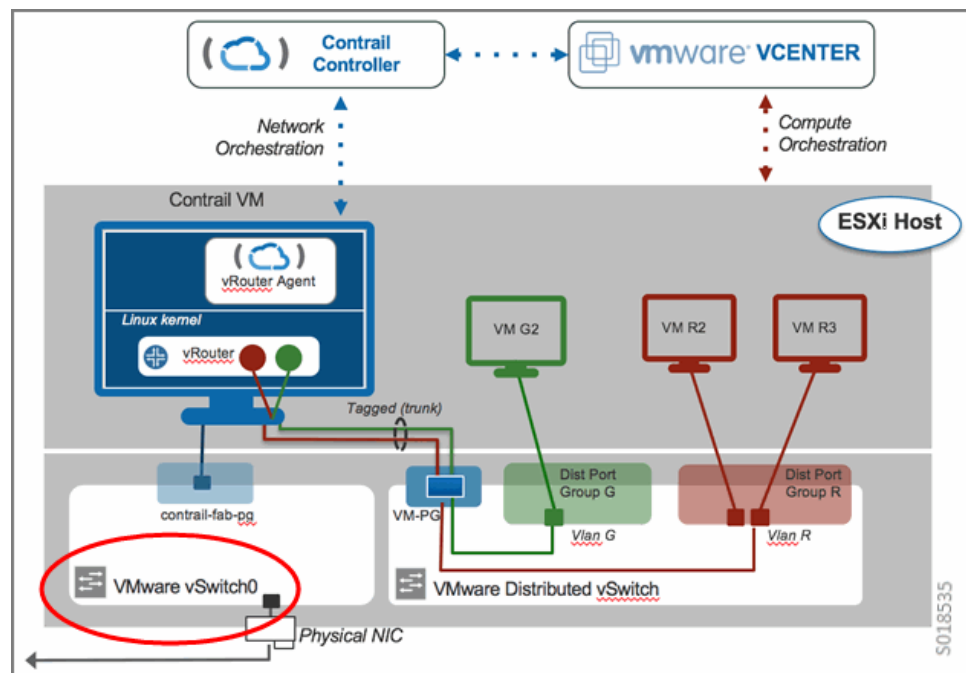 Contrail
Controller
vmware® VCENTER
Network
Orchestration
Compute
Orchestration
Contrail VM
ESXi Host
vRouter Agent
Linux kernel
vRouter
VM G2
VM R2
VM R3
Tagged (trunk)
Dist Port
Group G
Dist Port
Group R
contrail-fab-pg
VM-PG
Vlan G
Vlan R
VMware vSwitch0
VMware Distributed vSwitch
Physical NIC
S018535